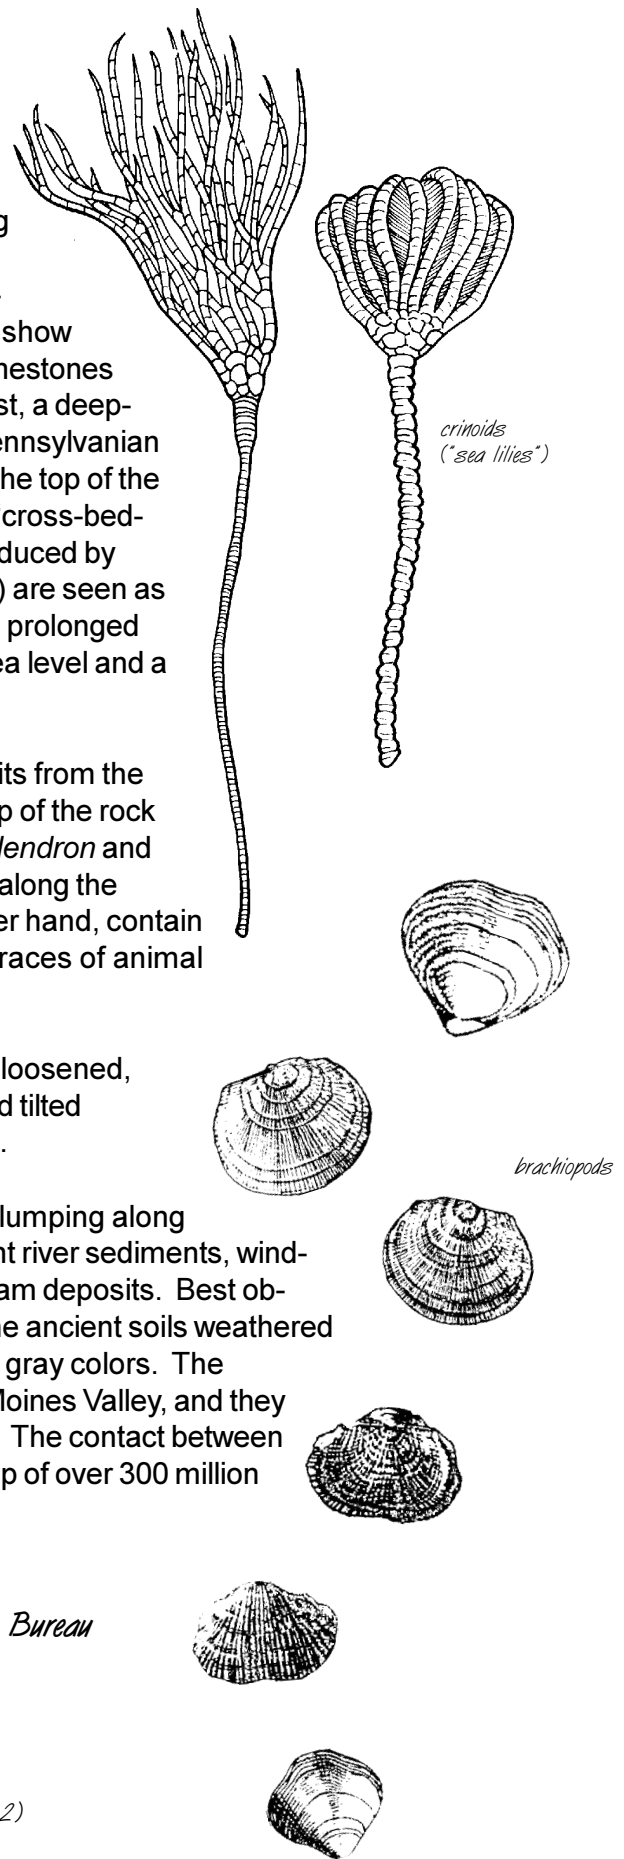 g
.
show
nestones
st, a deep-
ennsylvanian
he top of the
cross-bed-
duced by
) are seen as
prolonged
ea level and a
crinoids
("sea lilies")
its from the
p of the rock
lendron and
along the
er hand, contain
races of animal
loosened,
d tilted
.
brachiopods
lumping along
nt river sediments, wind-
am deposits. Best ob-
ne ancient soils weathered
gray colors. The
Moines Valley, and they
The contact between
p of over 300 million
Bureau
2)